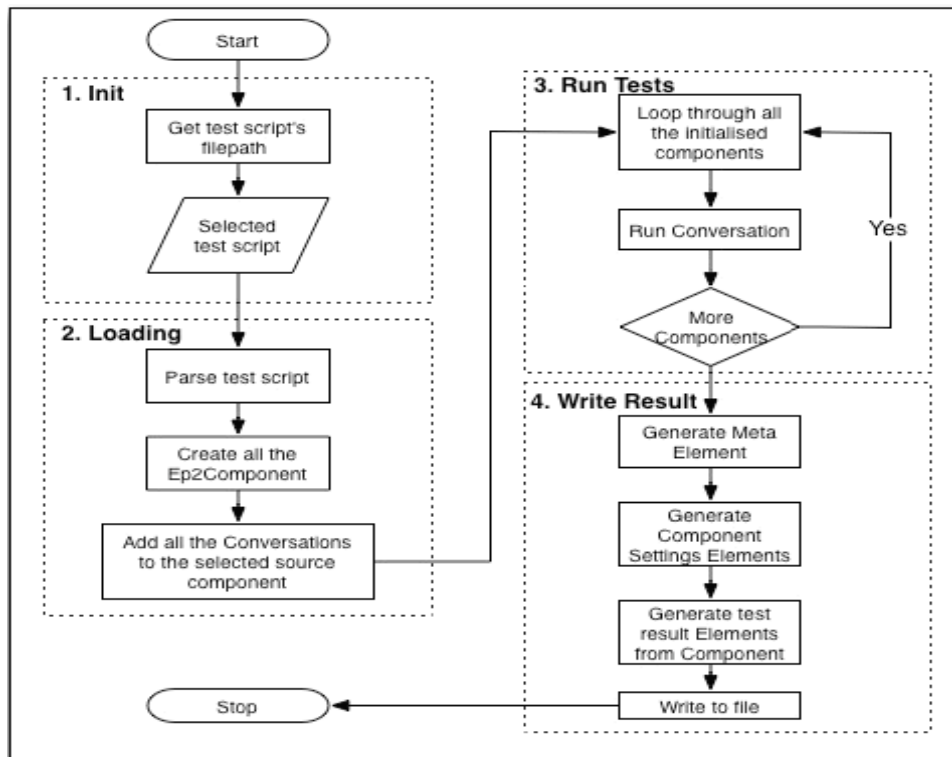 Start
1. Init
Get test script's
filepath
Selected
test script
2. Loading
Parse test script
Create all the
Ep2Component
Add all the Conversations
to the selected source
component
3. Run Tests
Loop through all
the initialised
components
Run Conversation
Yes
More
Components
4. Write Result
Generate Meta
Element
Generate
Component
Settings Elements
Generate test
result Elements
from Component
Write to file
Stop